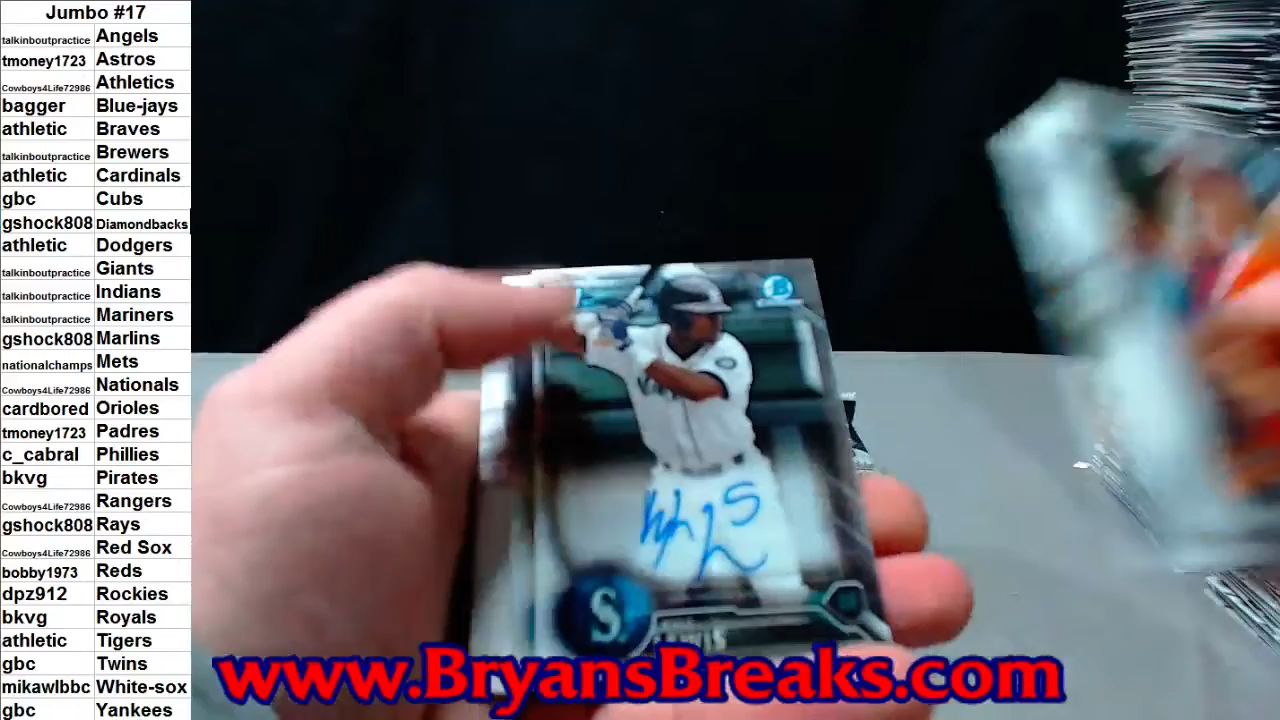 Jumbo #17
talkinboutpractice Angels
tmoney1723 Astros
Cowboys4Life72986 Athletics
bagger Blue-jays
athletic Braves
talkinboutpractice Brewers
athletic Cardinals
gbc Cubs
gshock808 Diamondbacks
athletic Dodgers
talkinboutpractice Giants
talkinboutpractice Indians
talkinboutpractice Mariners
gshock808 Marlins
nationalchamps Mets
Cowboys4Life72986 Nationals
cardbored Orioles
tmoney1723 Padres
c_cabral Phillies
bkvg Pirates
Cowboys4Life72986 Rangers
gshock808 Rays
Cowboys4Life72986 Red Sox
bobby1973 Reds
dpz912 Rockies
bkvg Royals
athletic Tigers
gbc Twins
mikawlbbc White-sox
gbc Yankees
B
S
LEWIS
www.BryansBreaks.com